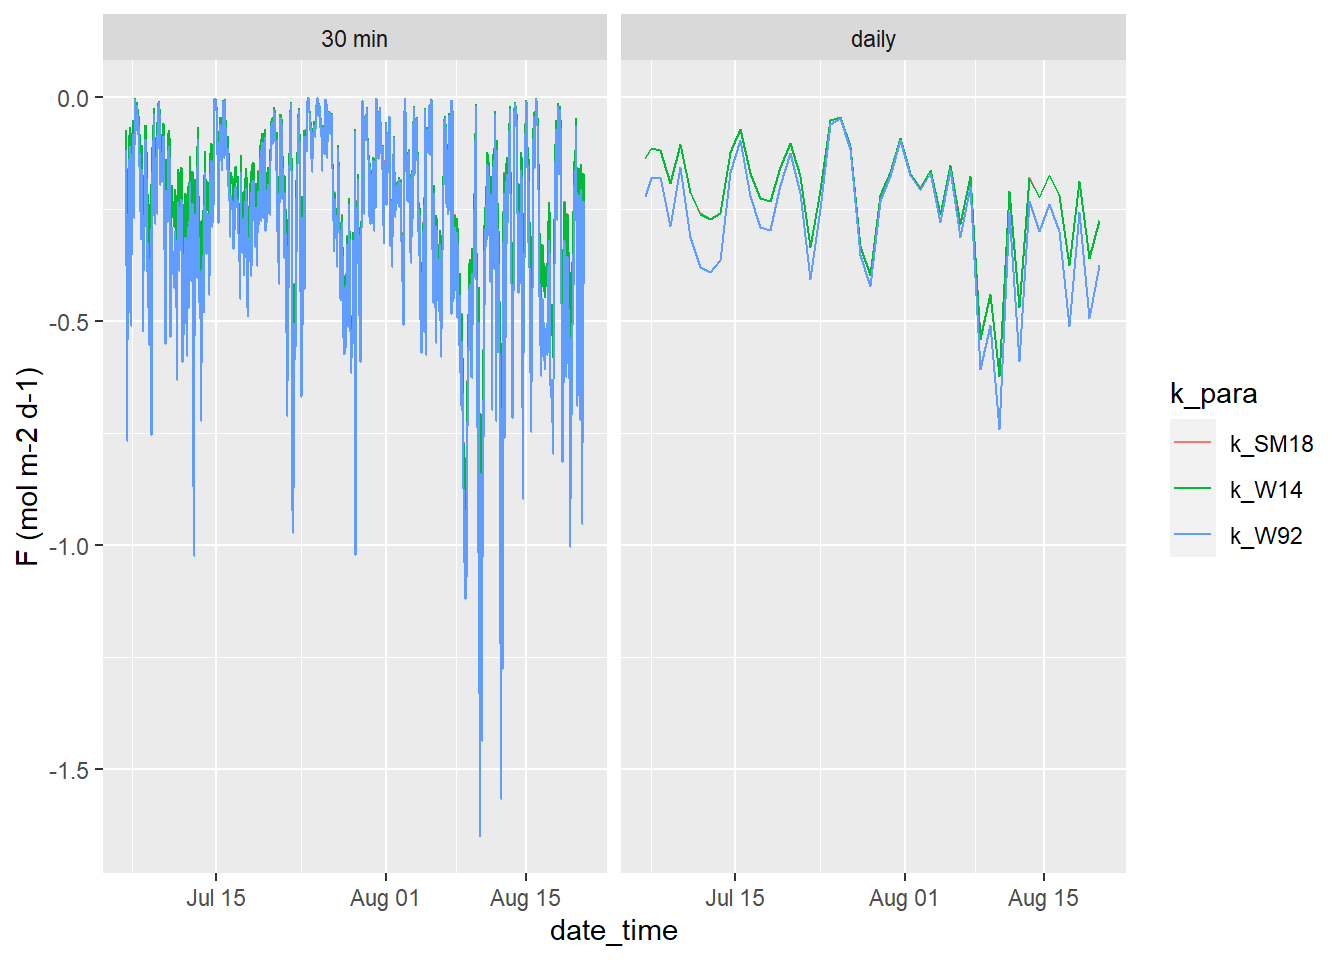 30 min
daily
0.0
-0.5
-1.0
-1.5
F (mol m-2 d-1)
Jul 15
Aug 01
Aug 15
Jul 15
Aug 01
Aug 15
date_time
k_para
k_SM18
k_W14
k_W92